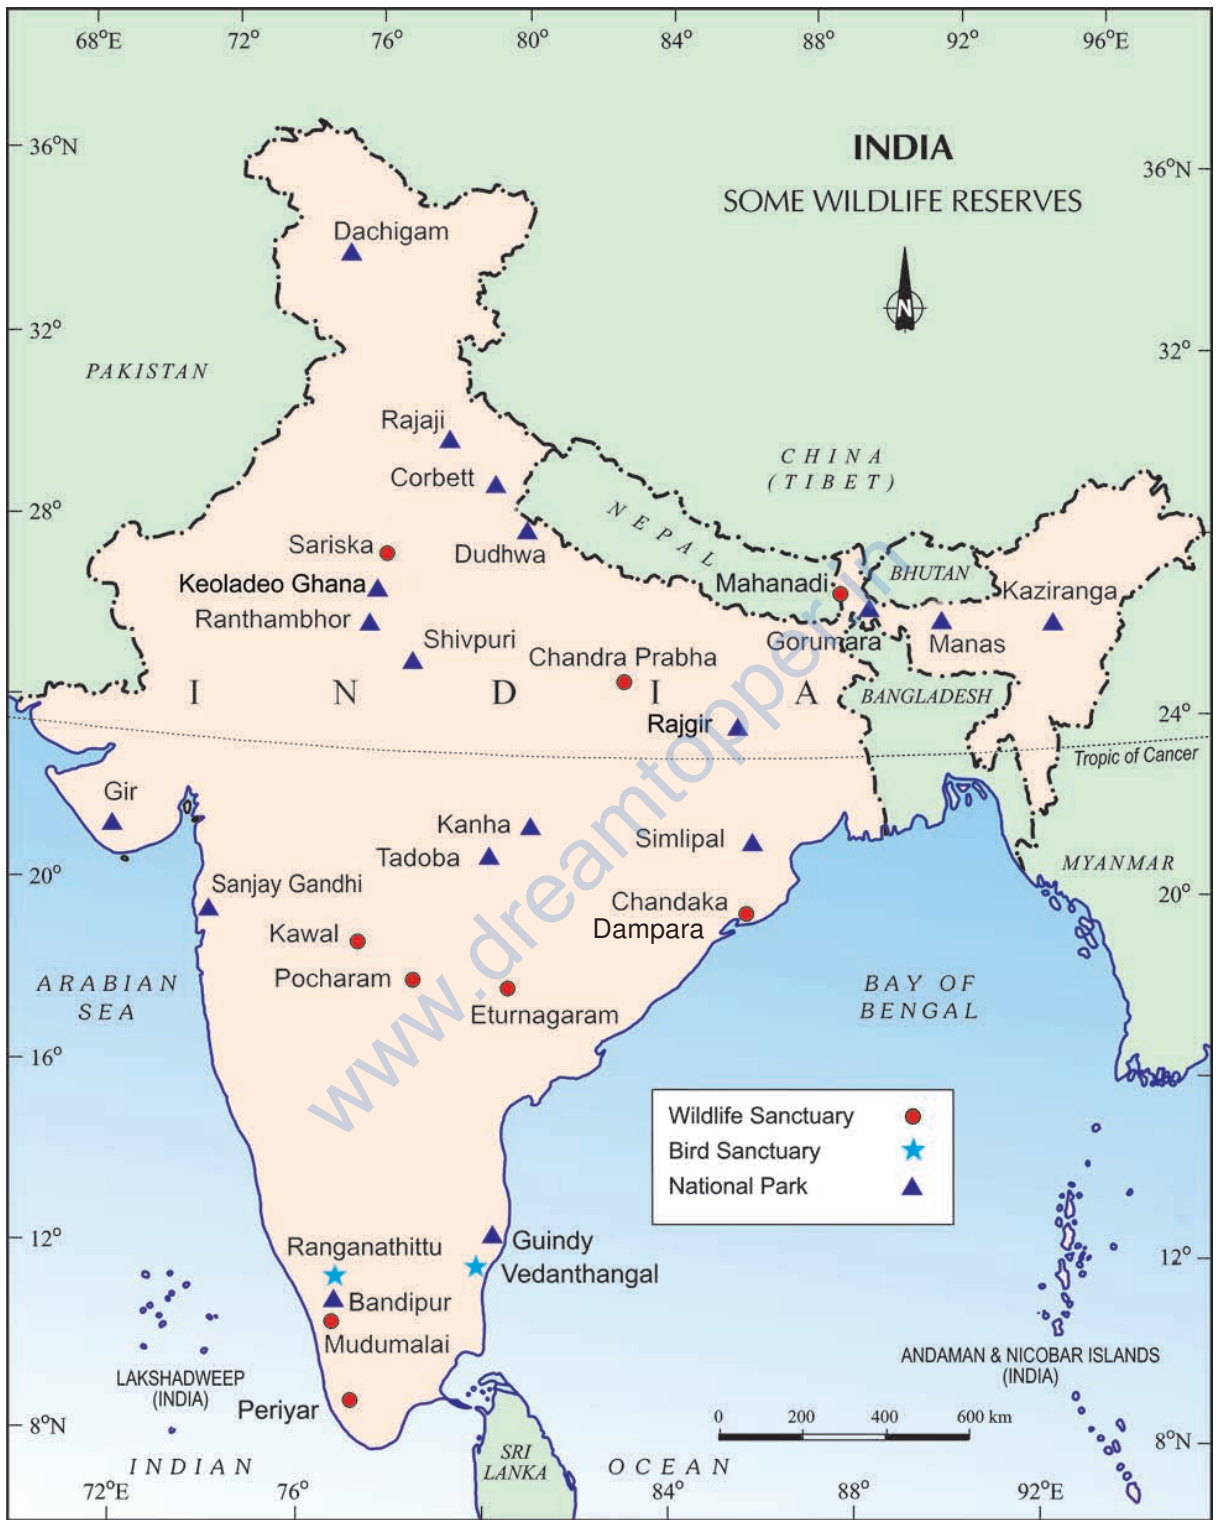 68°E 72° 76° 80° 84° 88° 92° 96°E
36°N
INDIA
36°N
SOME WILDLIFE RESERVES
Dachigam
N
32°
32°
PAKISTAN
Rajaji
CHINA
(TIBET)
Corbett
28°
NEPAL
28°
Sariska
Dudhwa
Mahanadi
BHUTAN
Keoladeo Ghana
Kaziranga
Ranthambhor
Shivpuri
Gorumara
Manas
Chandra Prabha
I N D I A
BANGLADESH
Rajgir
24°
Tropic of Cancer
Gir
Kanha
Simlipal
Tadoba
MYANMAR
20°
Sanjay Gandhi
20°
Chandaka
Dampara
Kawal
Pocharam
ARABIAN
SEA
BAY OF
BENGAL
Eturnagaram
16°
www.dreamtopper.in
Wildlife Sanctuary
Bird Sanctuary
National Park
12°
Ranganathittu
Guindy
12°
Vedanthangal
Bandipur
Mudumalai
LAKSHADWEEP
(INDIA)
ANDAMAN & NICOBAR ISLANDS
(INDIA)
Periyar
8°N
0 200 400 600 km
8°N
SRI
LANKA
INDIAN OCEAN
72°E 76° 84° 88° 92°E